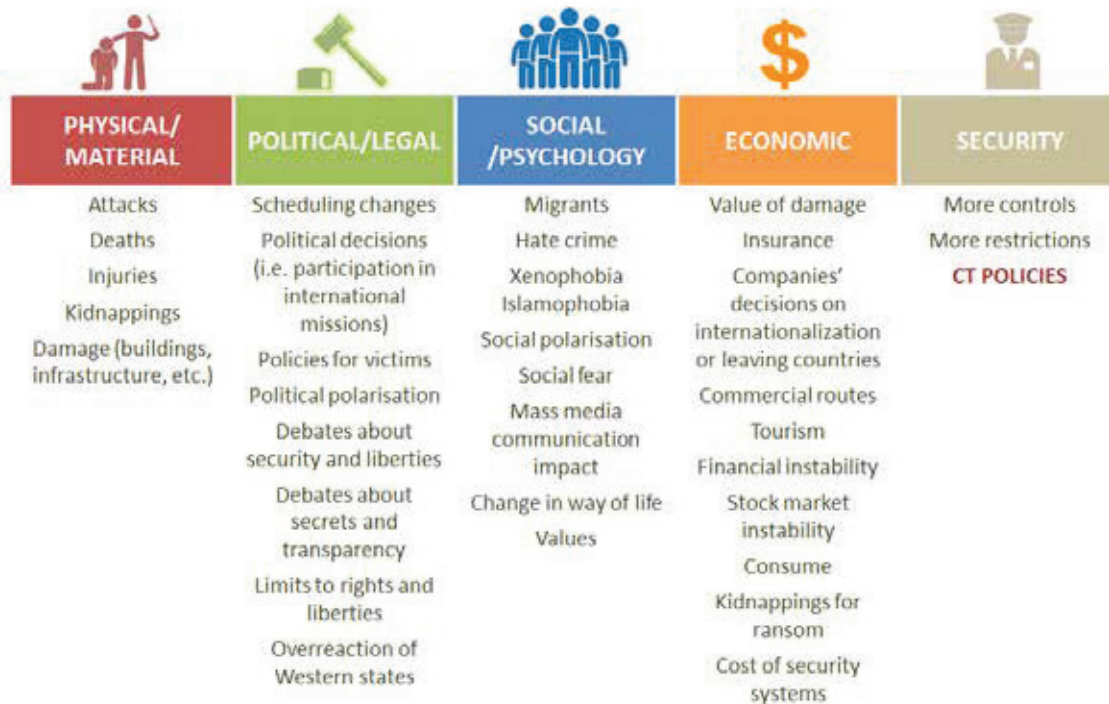 $
PHYSICAL/
MATERIAL
Attacks
Deaths
Injuries
Kidnappings
Damage (buildings,
infrastructure, etc.)
POLITICAL/LEGAL
Scheduling changes
Political decisions
(i.e. participation in
international
missions)
Policies for victims
Political polarisation
Debates about
security and liberties
Debates about
secrets and
transparency
Limits to rights and
liberties
Overreaction of
Western states
SOCIAL
/PSYCHOLOGY
Migrants
Hate crime
Xenophobia
Islamophobia
Social polarisation
Social fear
Mass media
communication
impact
Change in way of life
Values
ECONOMIC
Value of damage
Insurance
Companies’
decisions on
internationalization
or leaving countries
Commercial routes
Tourism
Financial instability
Stock market
instability
Consume
Kidnappings for
ransom
Cost of security
systems
SECURITY
More controls
More restrictions
CT POLICIES